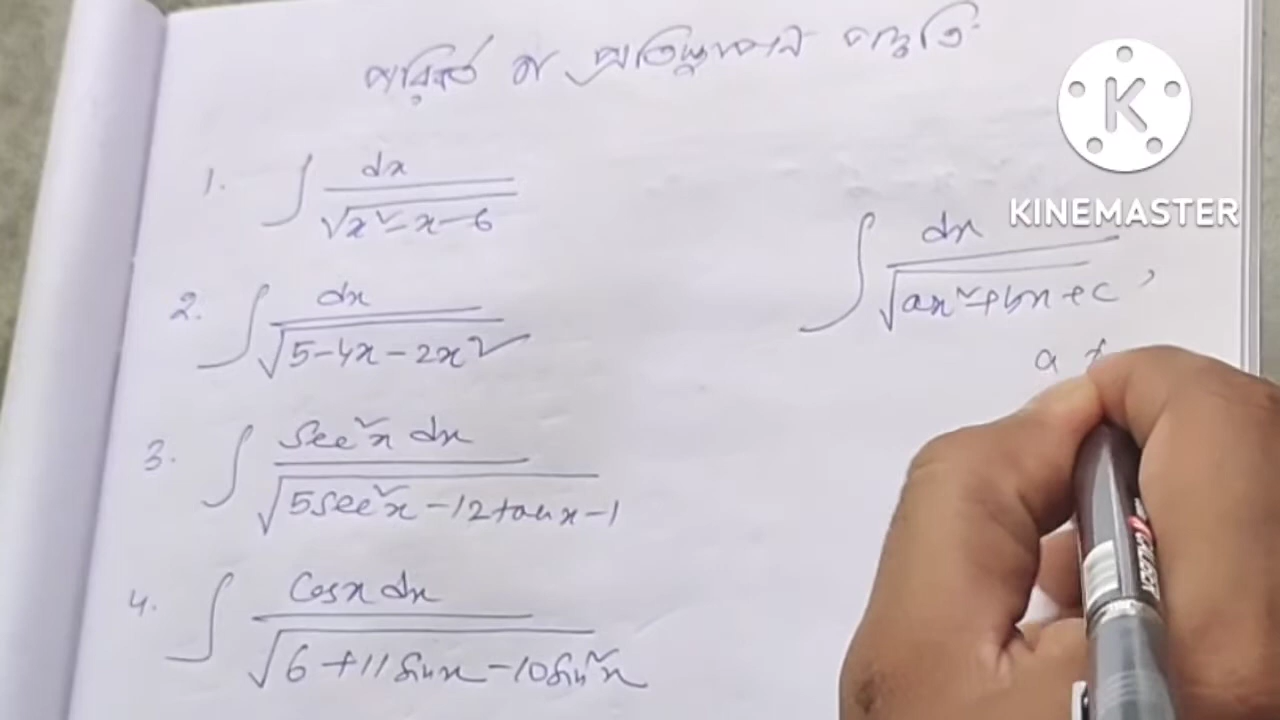 পরিবর্ত বা প্রতিস্থাপন পদ্ধতি
1. ∫ dx / √(x² - x - 6)
2. ∫ dx / √(5 - 4x - 2x²)
3. ∫ sec²x dx / √(5sec²x - 12tanx - 1)
4. ∫ cosx dx / √(6 + 11sinx - 10sin²x)
∫ dx / √(ax² + bx + c),
a
K
KINEMASTER